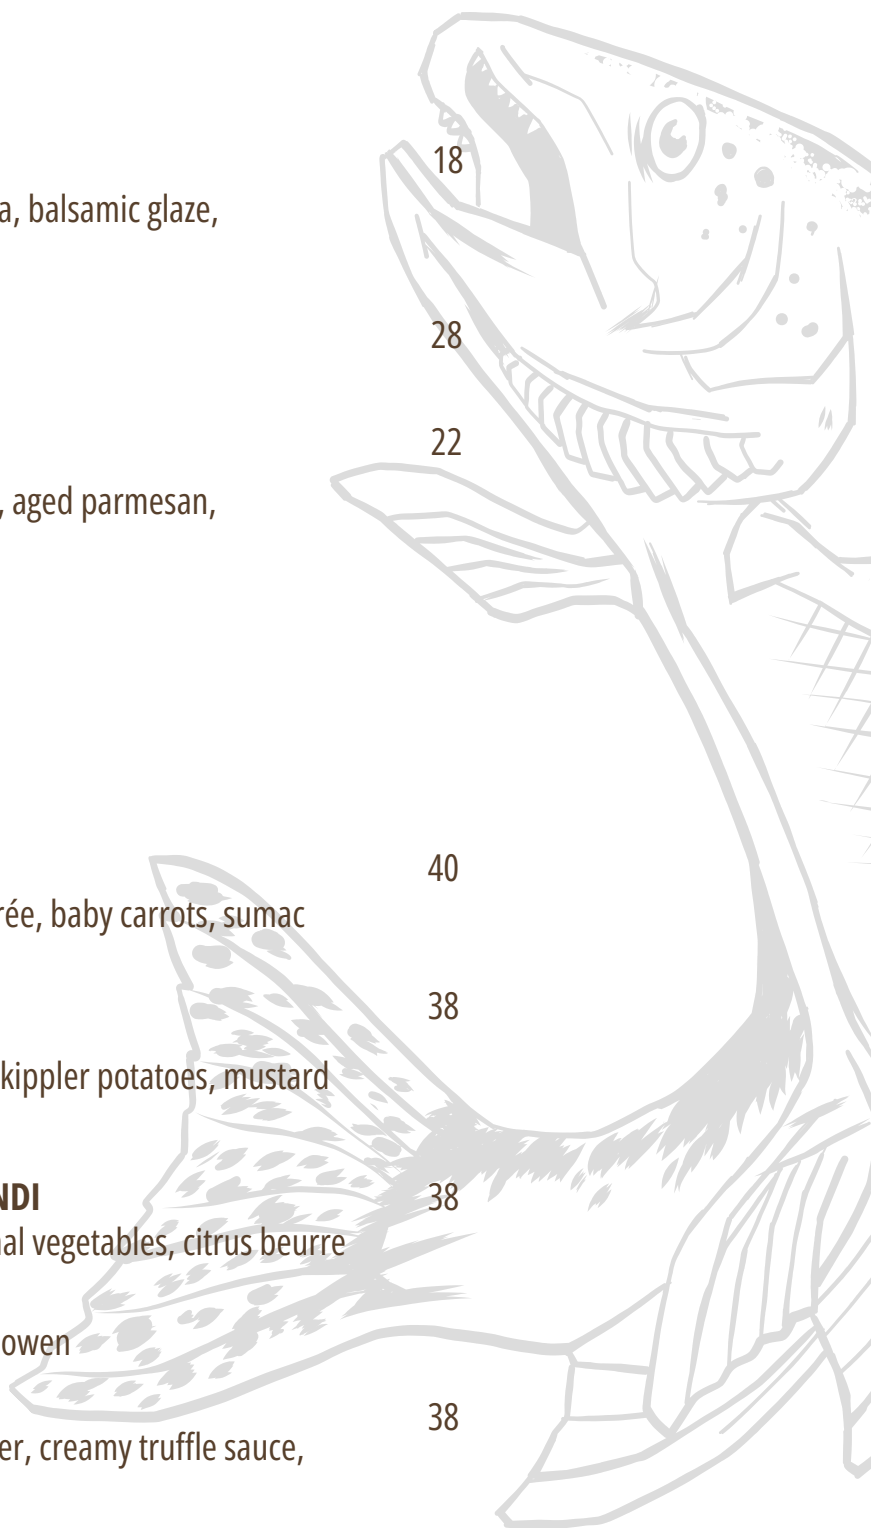 18
a, balsamic glaze,
28
22
, aged parmesan,
40
rée, baby carrots, sumac
38
kippler potatoes, mustard
NDI 38
nal vegetables, citrus beurre
owen
38
er, creamy truffle sauce,